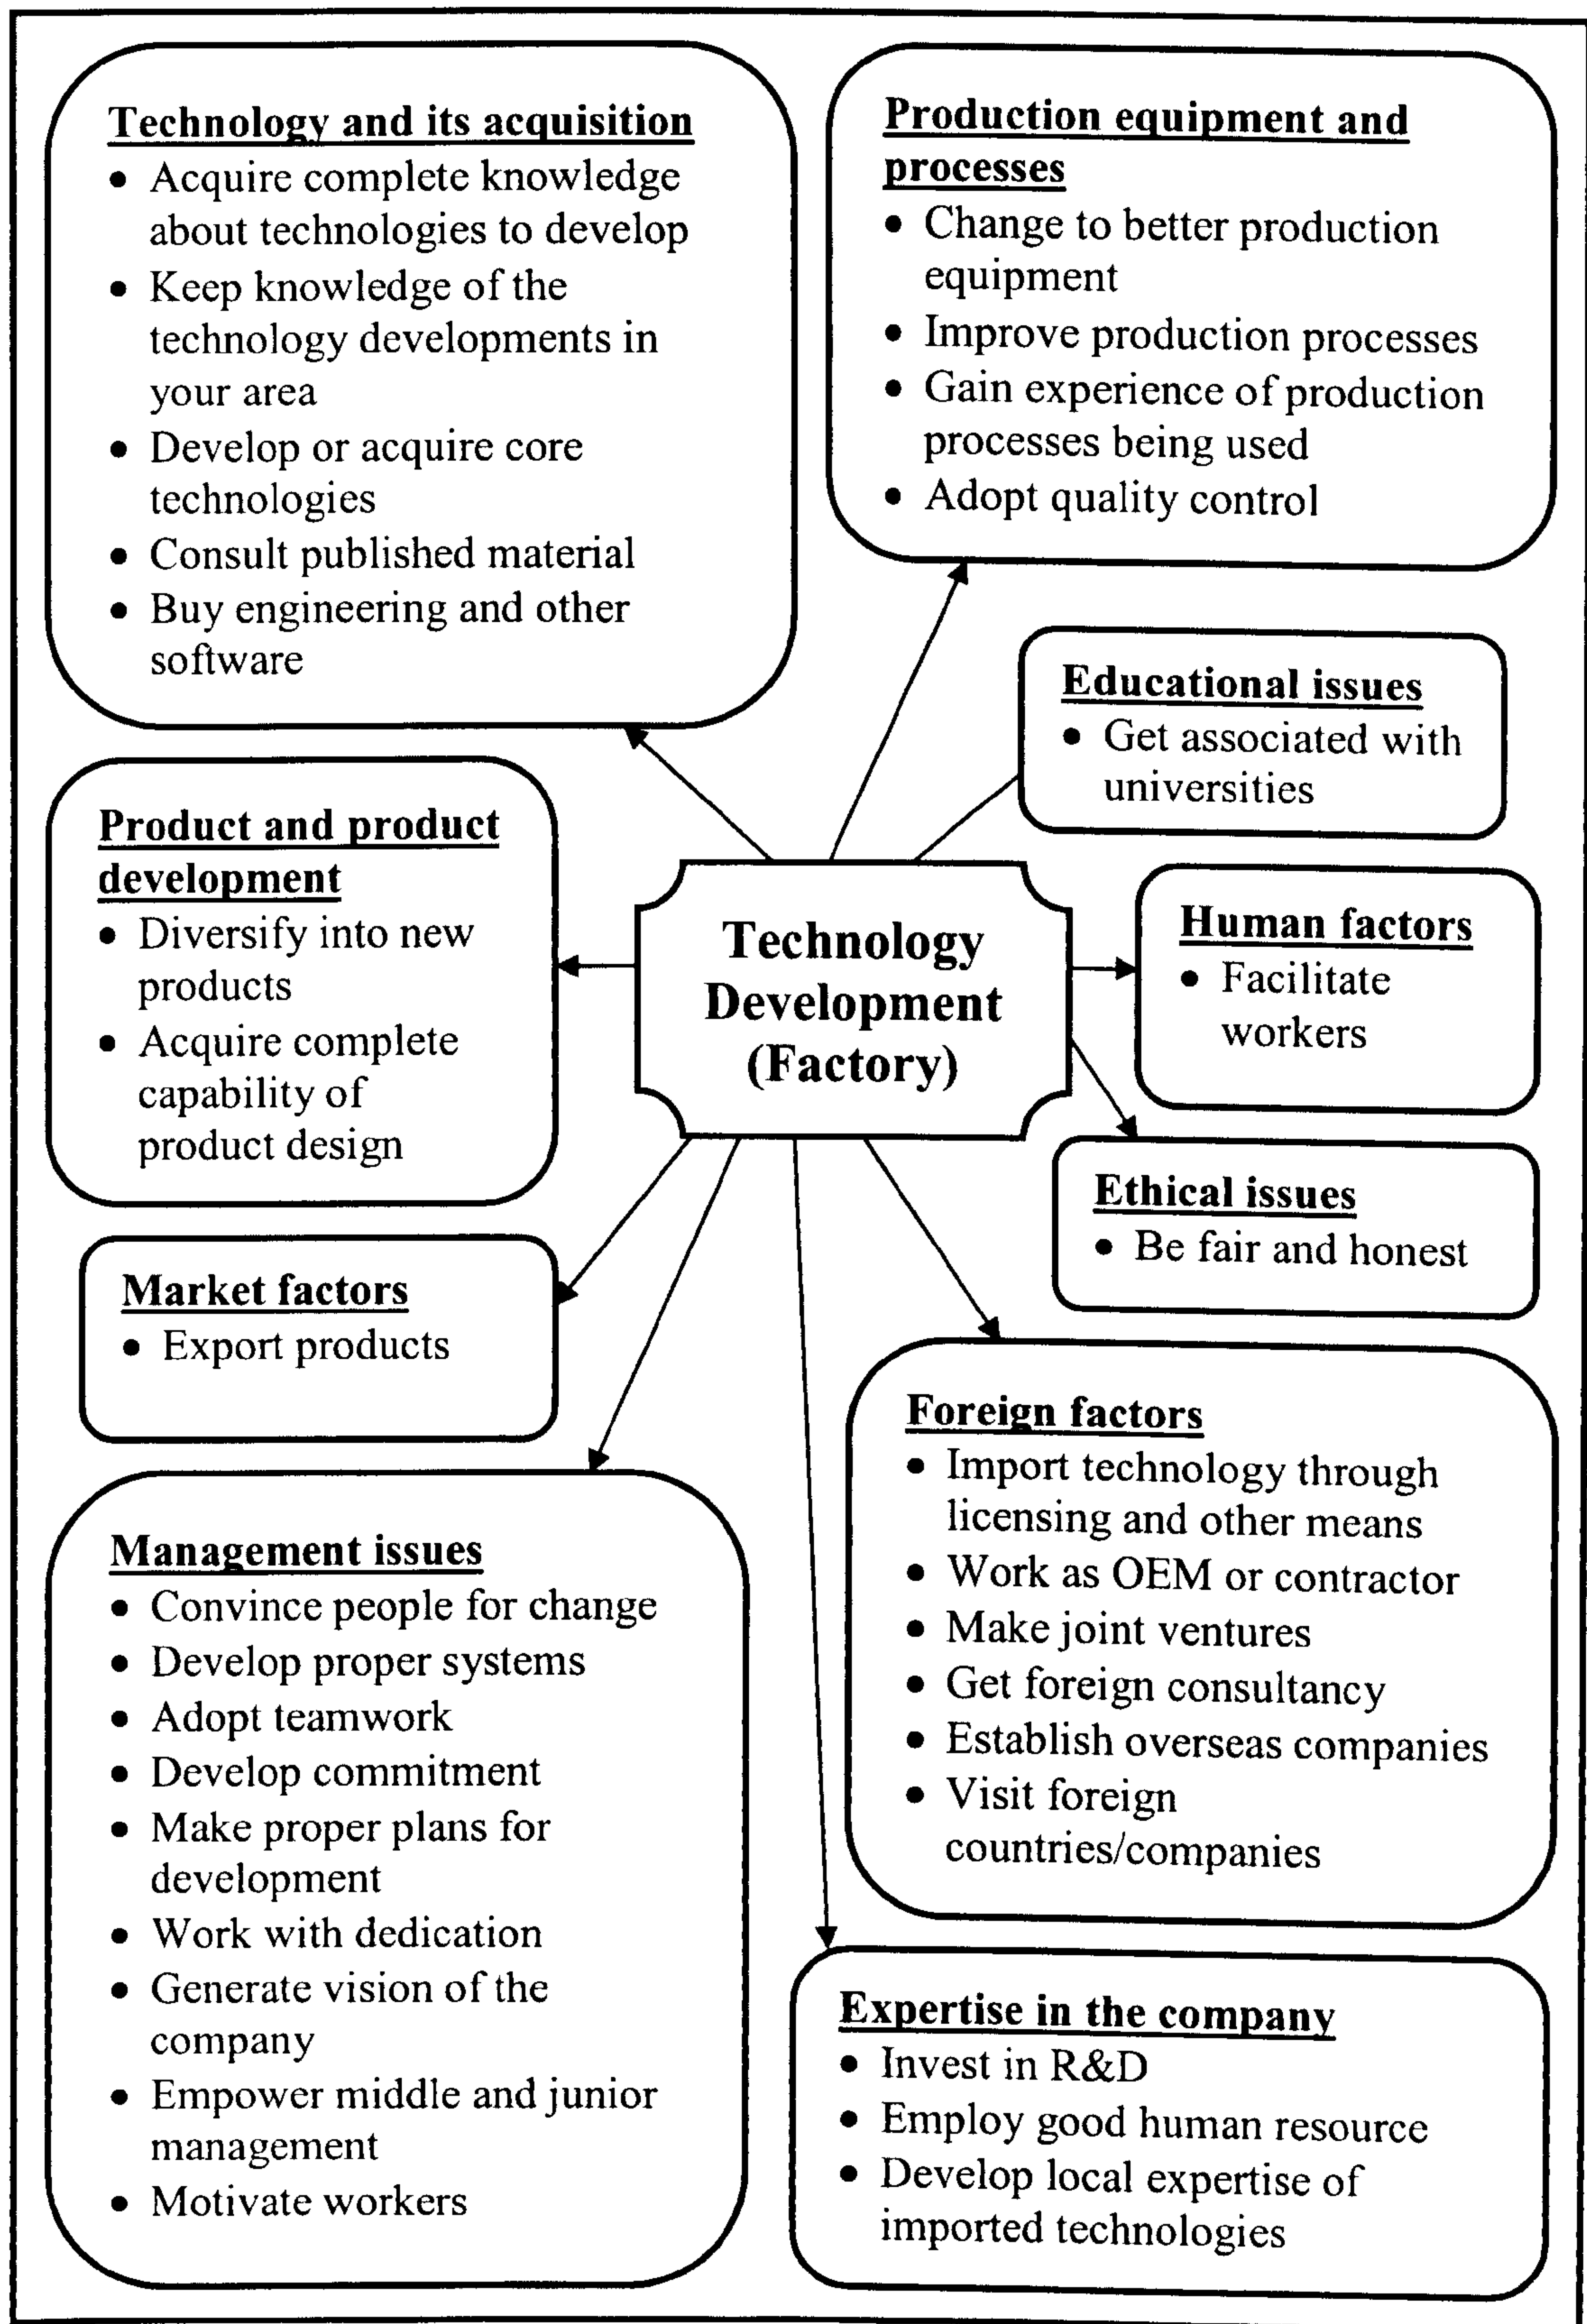 Technology and its acquisition
• Acquire complete knowledge
about technologies to develop
• Keep knowledge of the
technology developments in
your area
• Develop or acquire core
technologies
• Consult published material
• Buy engineering and other
software
Production equipment and
processes
• Change to better production
equipment
• Improve production processes
• Gain experience of production
processes being used
• Adopt quality control
Educational issues
• Get associated with
universities
Product and product
development
• Diversify into new
products
• Acquire complete
capability of
product design
Technology
Development
(Factory)
Human factors
• Facilitate
workers
Ethical issues
• Be fair and honest
Market factors
• Export products
Foreign factors
• Import technology through
licensing and other means
• Work as OEM or contractor
• Make joint ventures
• Get foreign consultancy
• Establish overseas companies
• Visit foreign
countries/companies
Management issues
• Convince people for change
• Develop proper systems
• Adopt teamwork
• Develop commitment
• Make proper plans for
development
• Work with dedication
• Generate vision of the
company
• Empower middle and junior
management
• Motivate workers
Expertise in the company
• Invest in R&D
• Employ good human resource
• Develop local expertise of
imported technologies